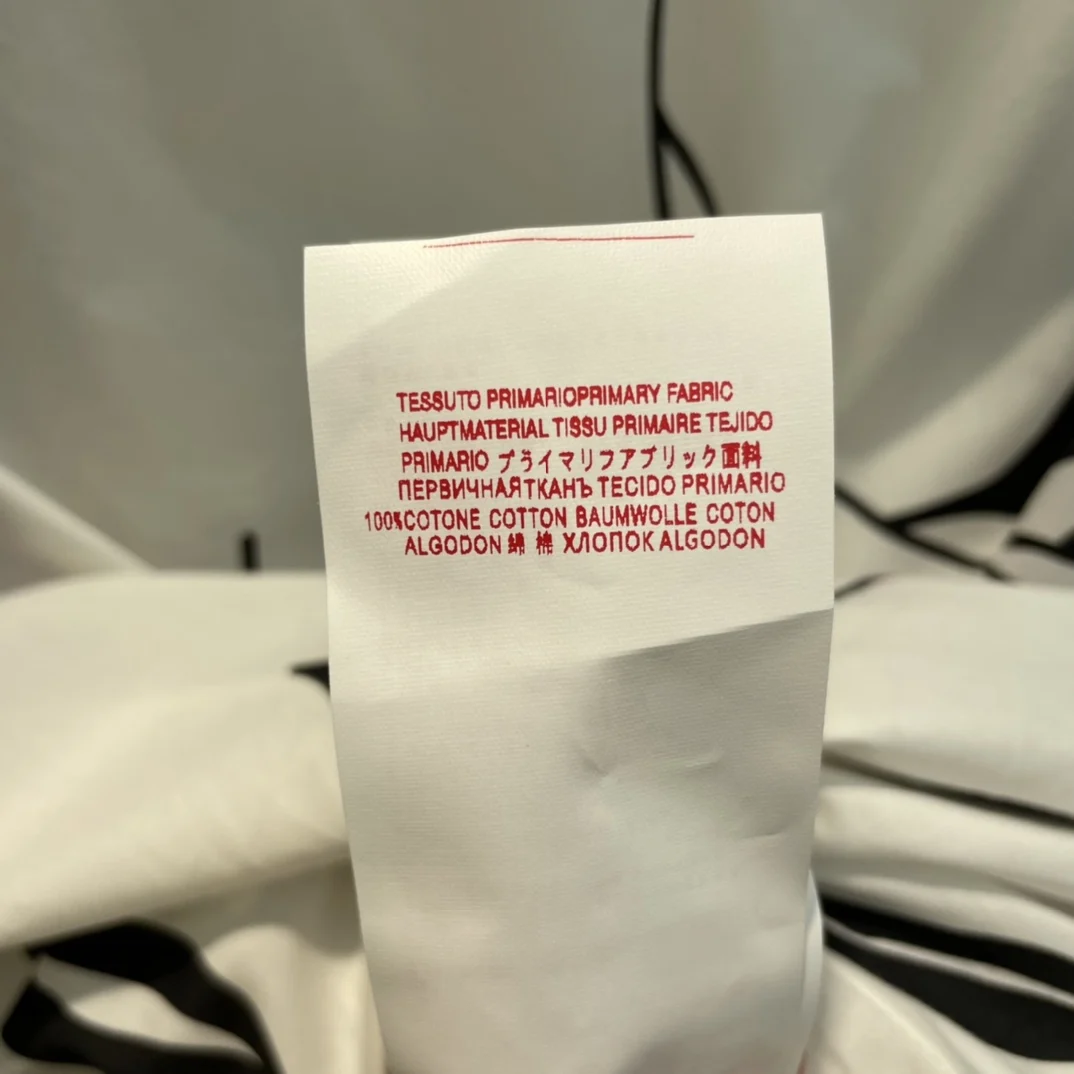 TESSUTO PRIMARIOPRIMARY FABRIC
HAUPTMATERIAL TISSU PRIMAIRE TEJIDO
PRIMARIO プライマリファブリック面料
ПЕРВИЧНАЯТКАНЪ TECIDO PRIMARIO
100%COTONE COTTON BAUMWOLLE COTON
ALGODON 綿 棉 ХЛОПОК ALGODON